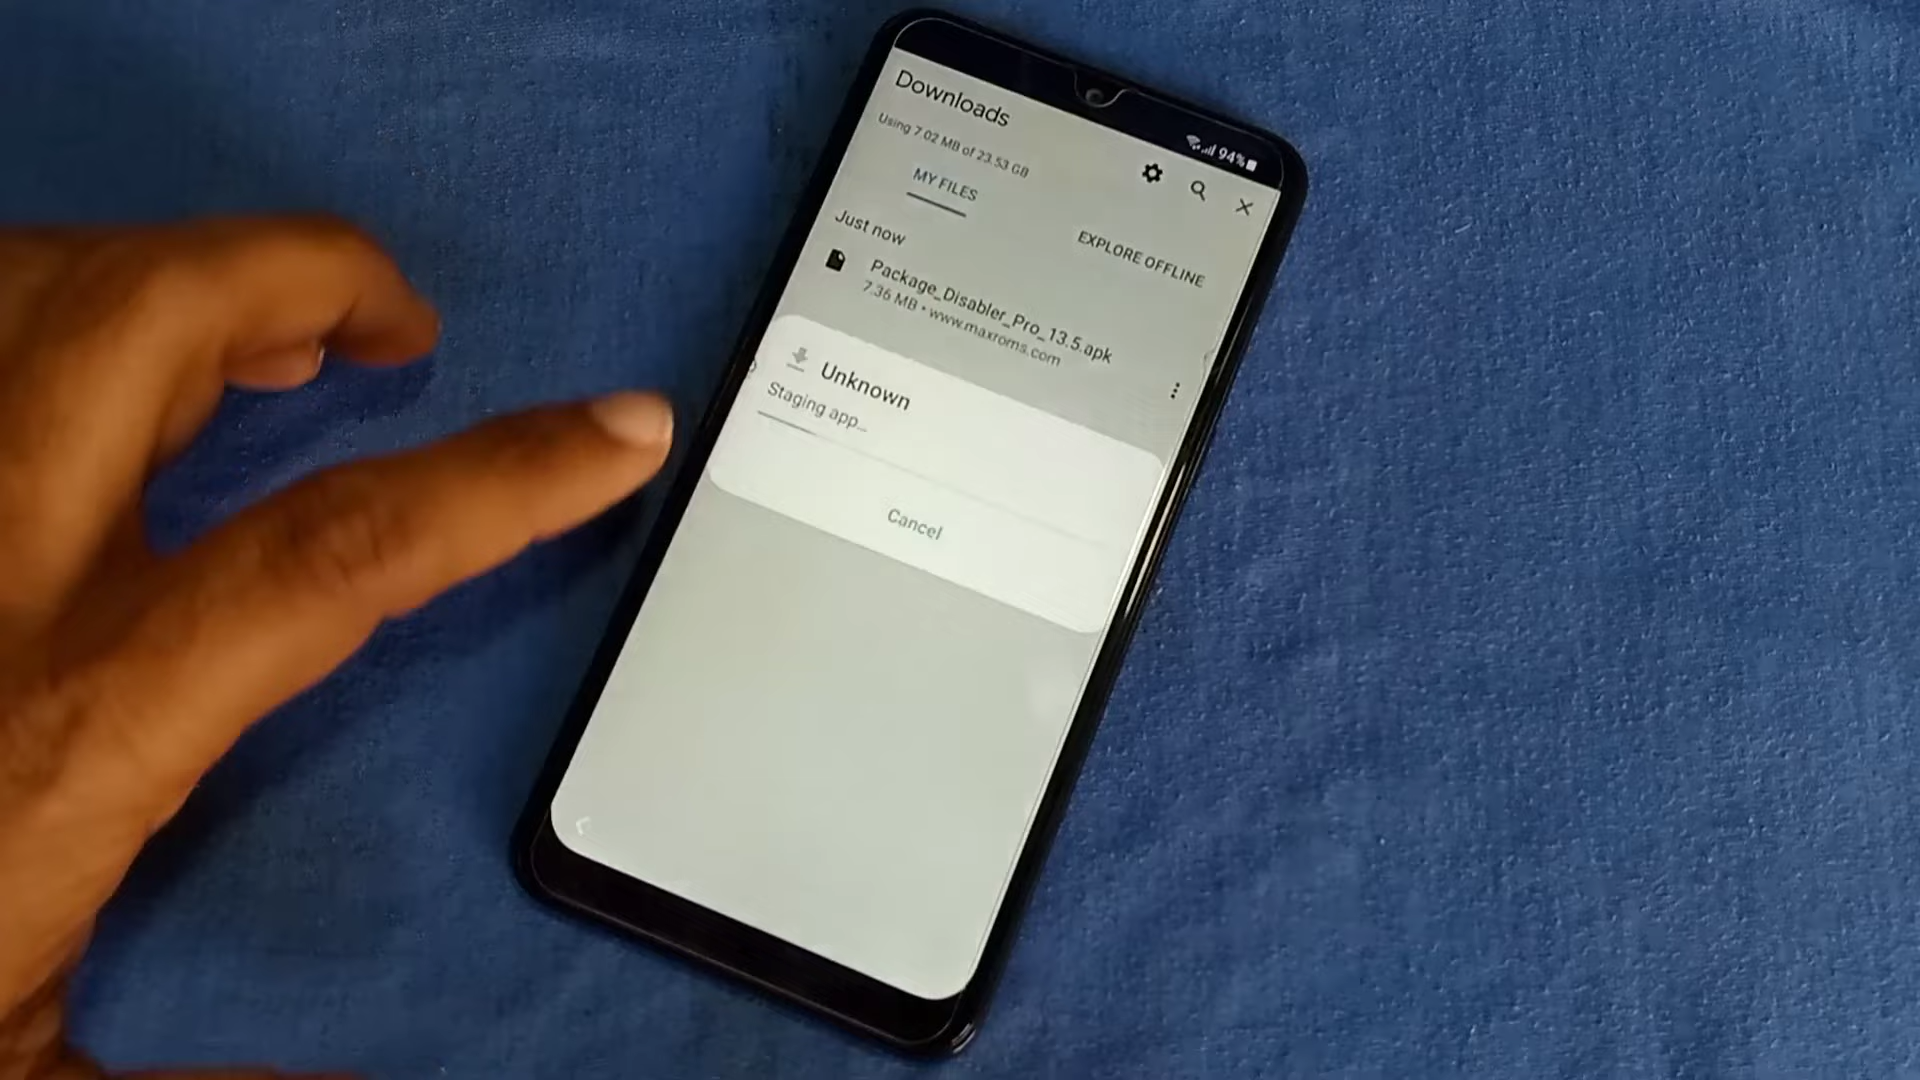 94%
Downloads
Using 7.02 MB of 23.53 GB
MY FILES
EXPLORE OFFLINE
Just now
Package_Disabler_Pro_13.5.apk
7.36 MB • www.maxroms.com
Unknown
Staging app...
Cancel